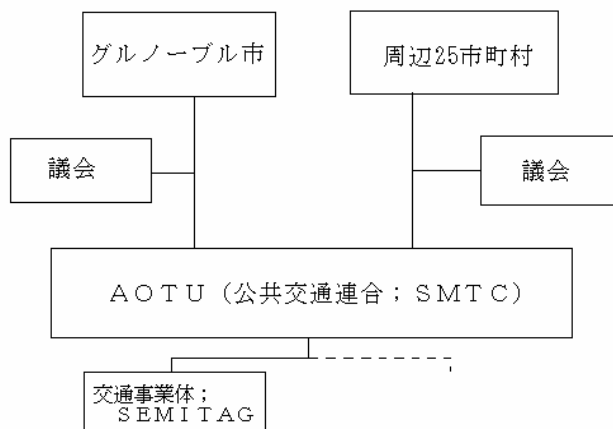 グルノーブル市
周辺25市町村
議会
議会
AOTU(公共交通連合;SMTC)
交通事業体;
SEMITAG